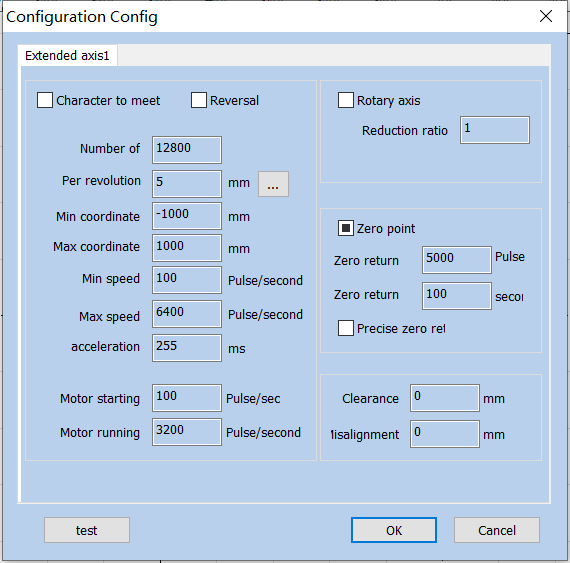 Configuration Config
Extended axis1
Character to meet
Reversal
Number of
12800
Per revolution
5
mm
...
Min coordinate
-1000
mm
Max coordinate
1000
mm
Min speed
100
Pulse/second
Max speed
6400
Pulse/second
acceleration
255
ms
Motor starting
100
Pulse/sec
Motor running
3200
Pulse/second
Rotary axis
Reduction ratio
1
Zero point
Zero return
5000
Pulse
Zero return
100
secon
Precise zero ret
Clearance
0
mm
isalignment
0
mm
test
OK
Cancel